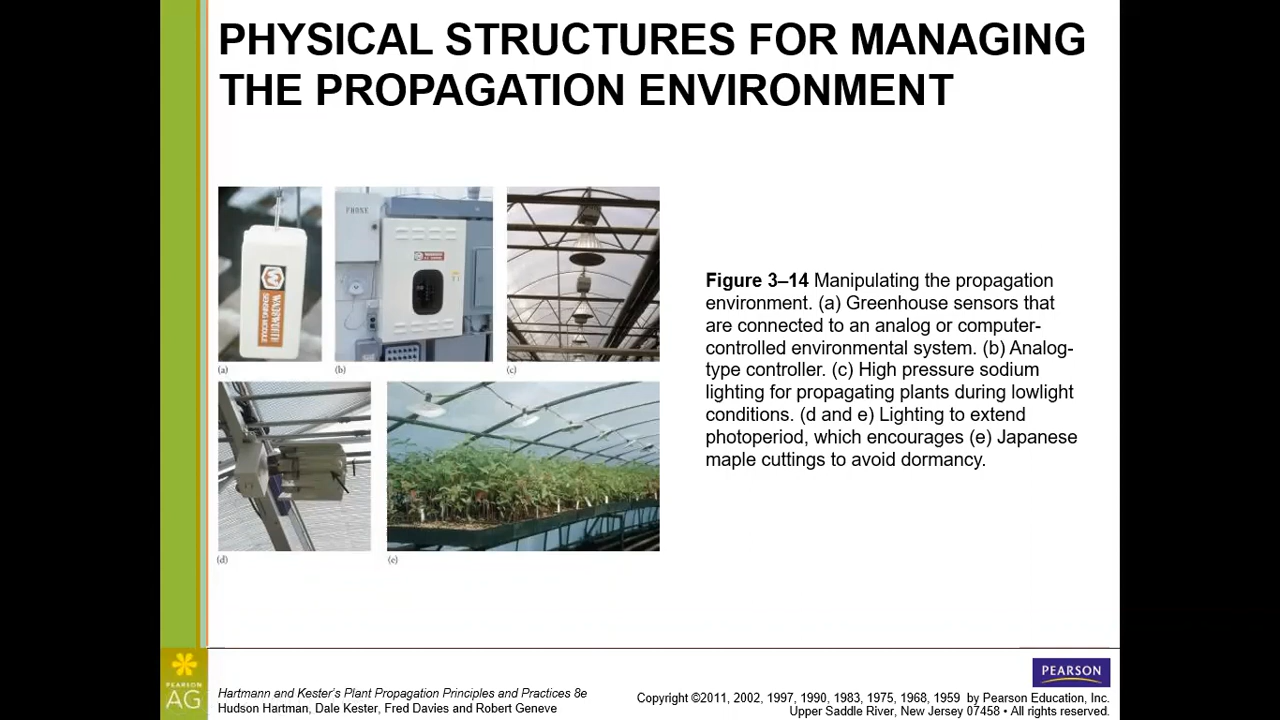 PHYSICAL STRUCTURES FOR MANAGING
THE PROPAGATION ENVIRONMENT
WADSWORTH
SENSING MODULE
PHONE
(a)
(b)
(c)
(d)
(e)
Figure 3–14 Manipulating the propagation
environment. (a) Greenhouse sensors that
are connected to an analog or computer-
controlled environmental system. (b) Analog-
type controller. (c) High pressure sodium
lighting for propagating plants during lowlight
conditions. (d and e) Lighting to extend
photoperiod, which encourages (e) Japanese
maple cuttings to avoid dormancy.
PEARSON
AG
Hartmann and Kester's Plant Propagation Principles and Practices 8e
Hudson Hartman, Dale Kester, Fred Davies and Robert Geneve
PEARSON
Copyright ©2011, 2002, 1997, 1990, 1983, 1975, 1968, 1959 by Pearson Education, Inc.
Upper Saddle River, New Jersey 07458 • All rights reserved.